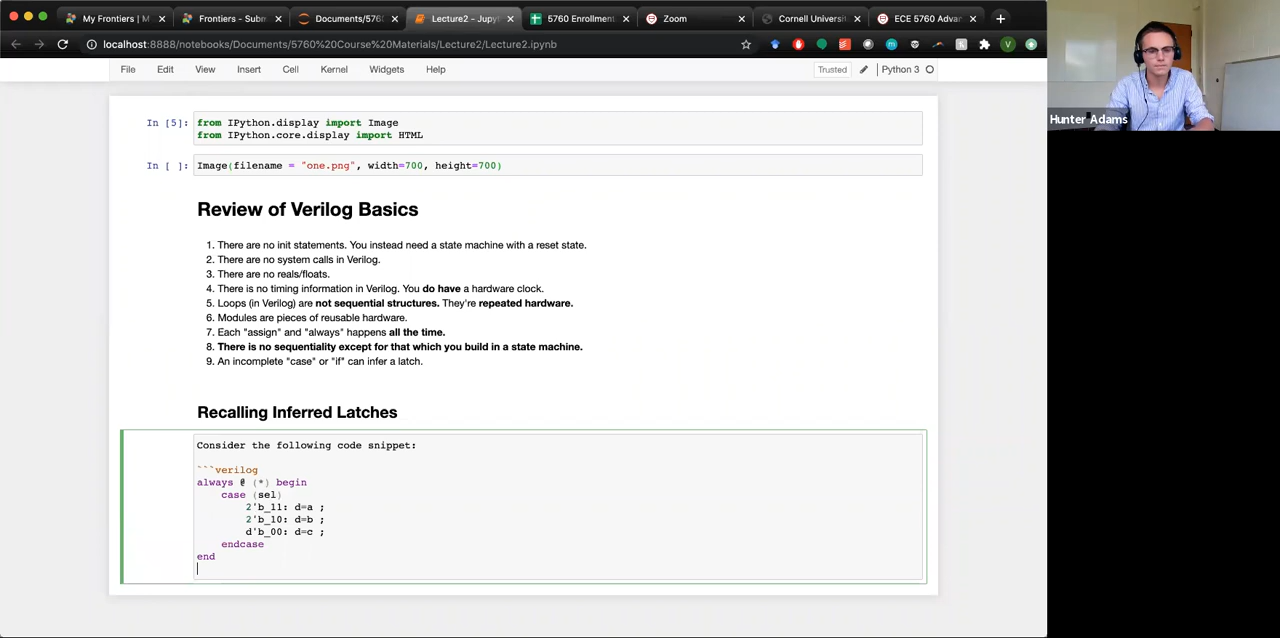 My Frontiers | M
Frontiers - Subm
Documents/5760
Lecture2 - Jupyt
5760 Enrollment.
Zoom
Cornell Universit
ECE 5760 Advan
localhost:8888/notebooks/Documents/5760%20Course%20Materials/Lecture2/Lecture2.ipynb
File Edit View Insert Cell Kernel Widgets Help
Trusted Python 3
Hunter Adams
In [5]: from IPython.display import Image
from IPython.core.display import HTML
In [ ]: Image(filename = "one.png", width=700, height=700)
Review of Verilog Basics
1. There are no init statements. You instead need a state machine with a reset state.
2. There are no system calls in Verilog.
3. There are no reals/floats.
4. There is no timing information in Verilog. You do have a hardware clock.
5. Loops (in Verilog) are not sequential structures. They're repeated hardware.
6. Modules are pieces of reusable hardware.
7. Each "assign" and "always" happens all the time.
8. There is no sequentiality except for that which you build in a state machine.
9. An incomplete "case" or "if" can infer a latch.
Recalling Inferred Latches
Consider the following code snippet:
```verilog
always @ (*) begin
case (sel)
2'b_11: d=a ;
2'b_10: d=b ;
d'b_00: d=c ;
endcase
end